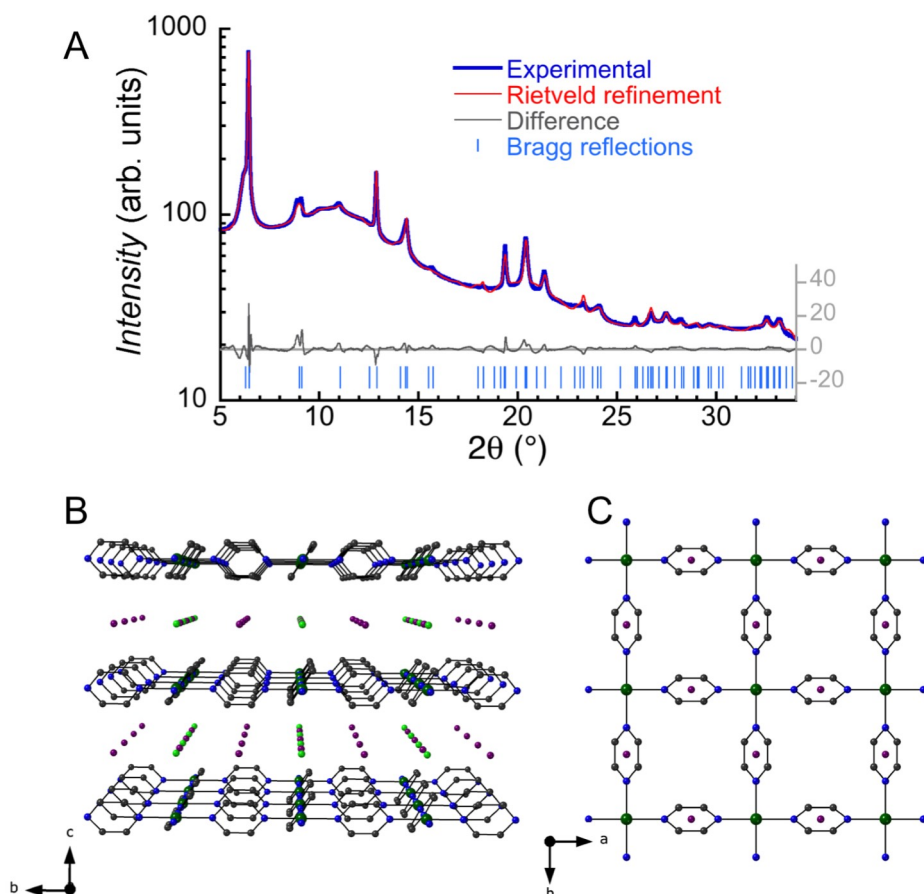 A
1000
100
10
Intensity (arb. units)
Experimental
Rietveld refinement
Difference
Bragg reflections
40
20
0
-20
5 10 15 20 25 30
2θ (°)
B
C
c
b
a
b